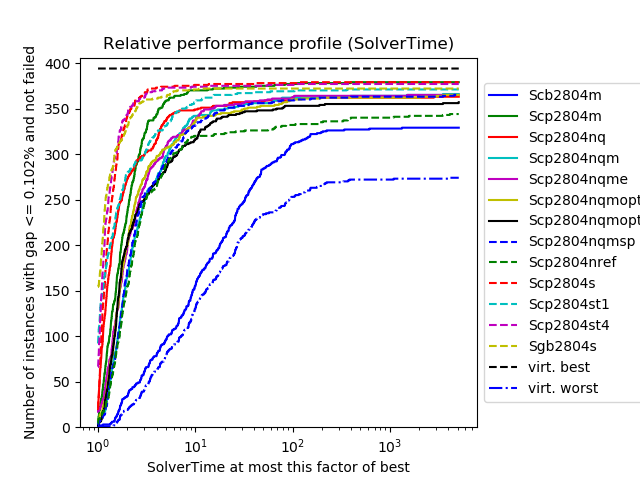 Relative performance profile (SolverTime)
Number of instances with gap <= 0.102% and not failed
400
350
300
250
200
150
100
50
0
10^0
10^1
10^2
10^3
SolverTime at most this factor of best
Scb2804m
Scp2804m
Scp2804nq
Scp2804nqm
Scp2804nqme
Scp2804nqmopt
Scp2804nqmopt
Scp2804nqmsp
Scp2804nref
Scp2804s
Scp2804st1
Scp2804st4
Sgb2804s
virt. best
virt. worst